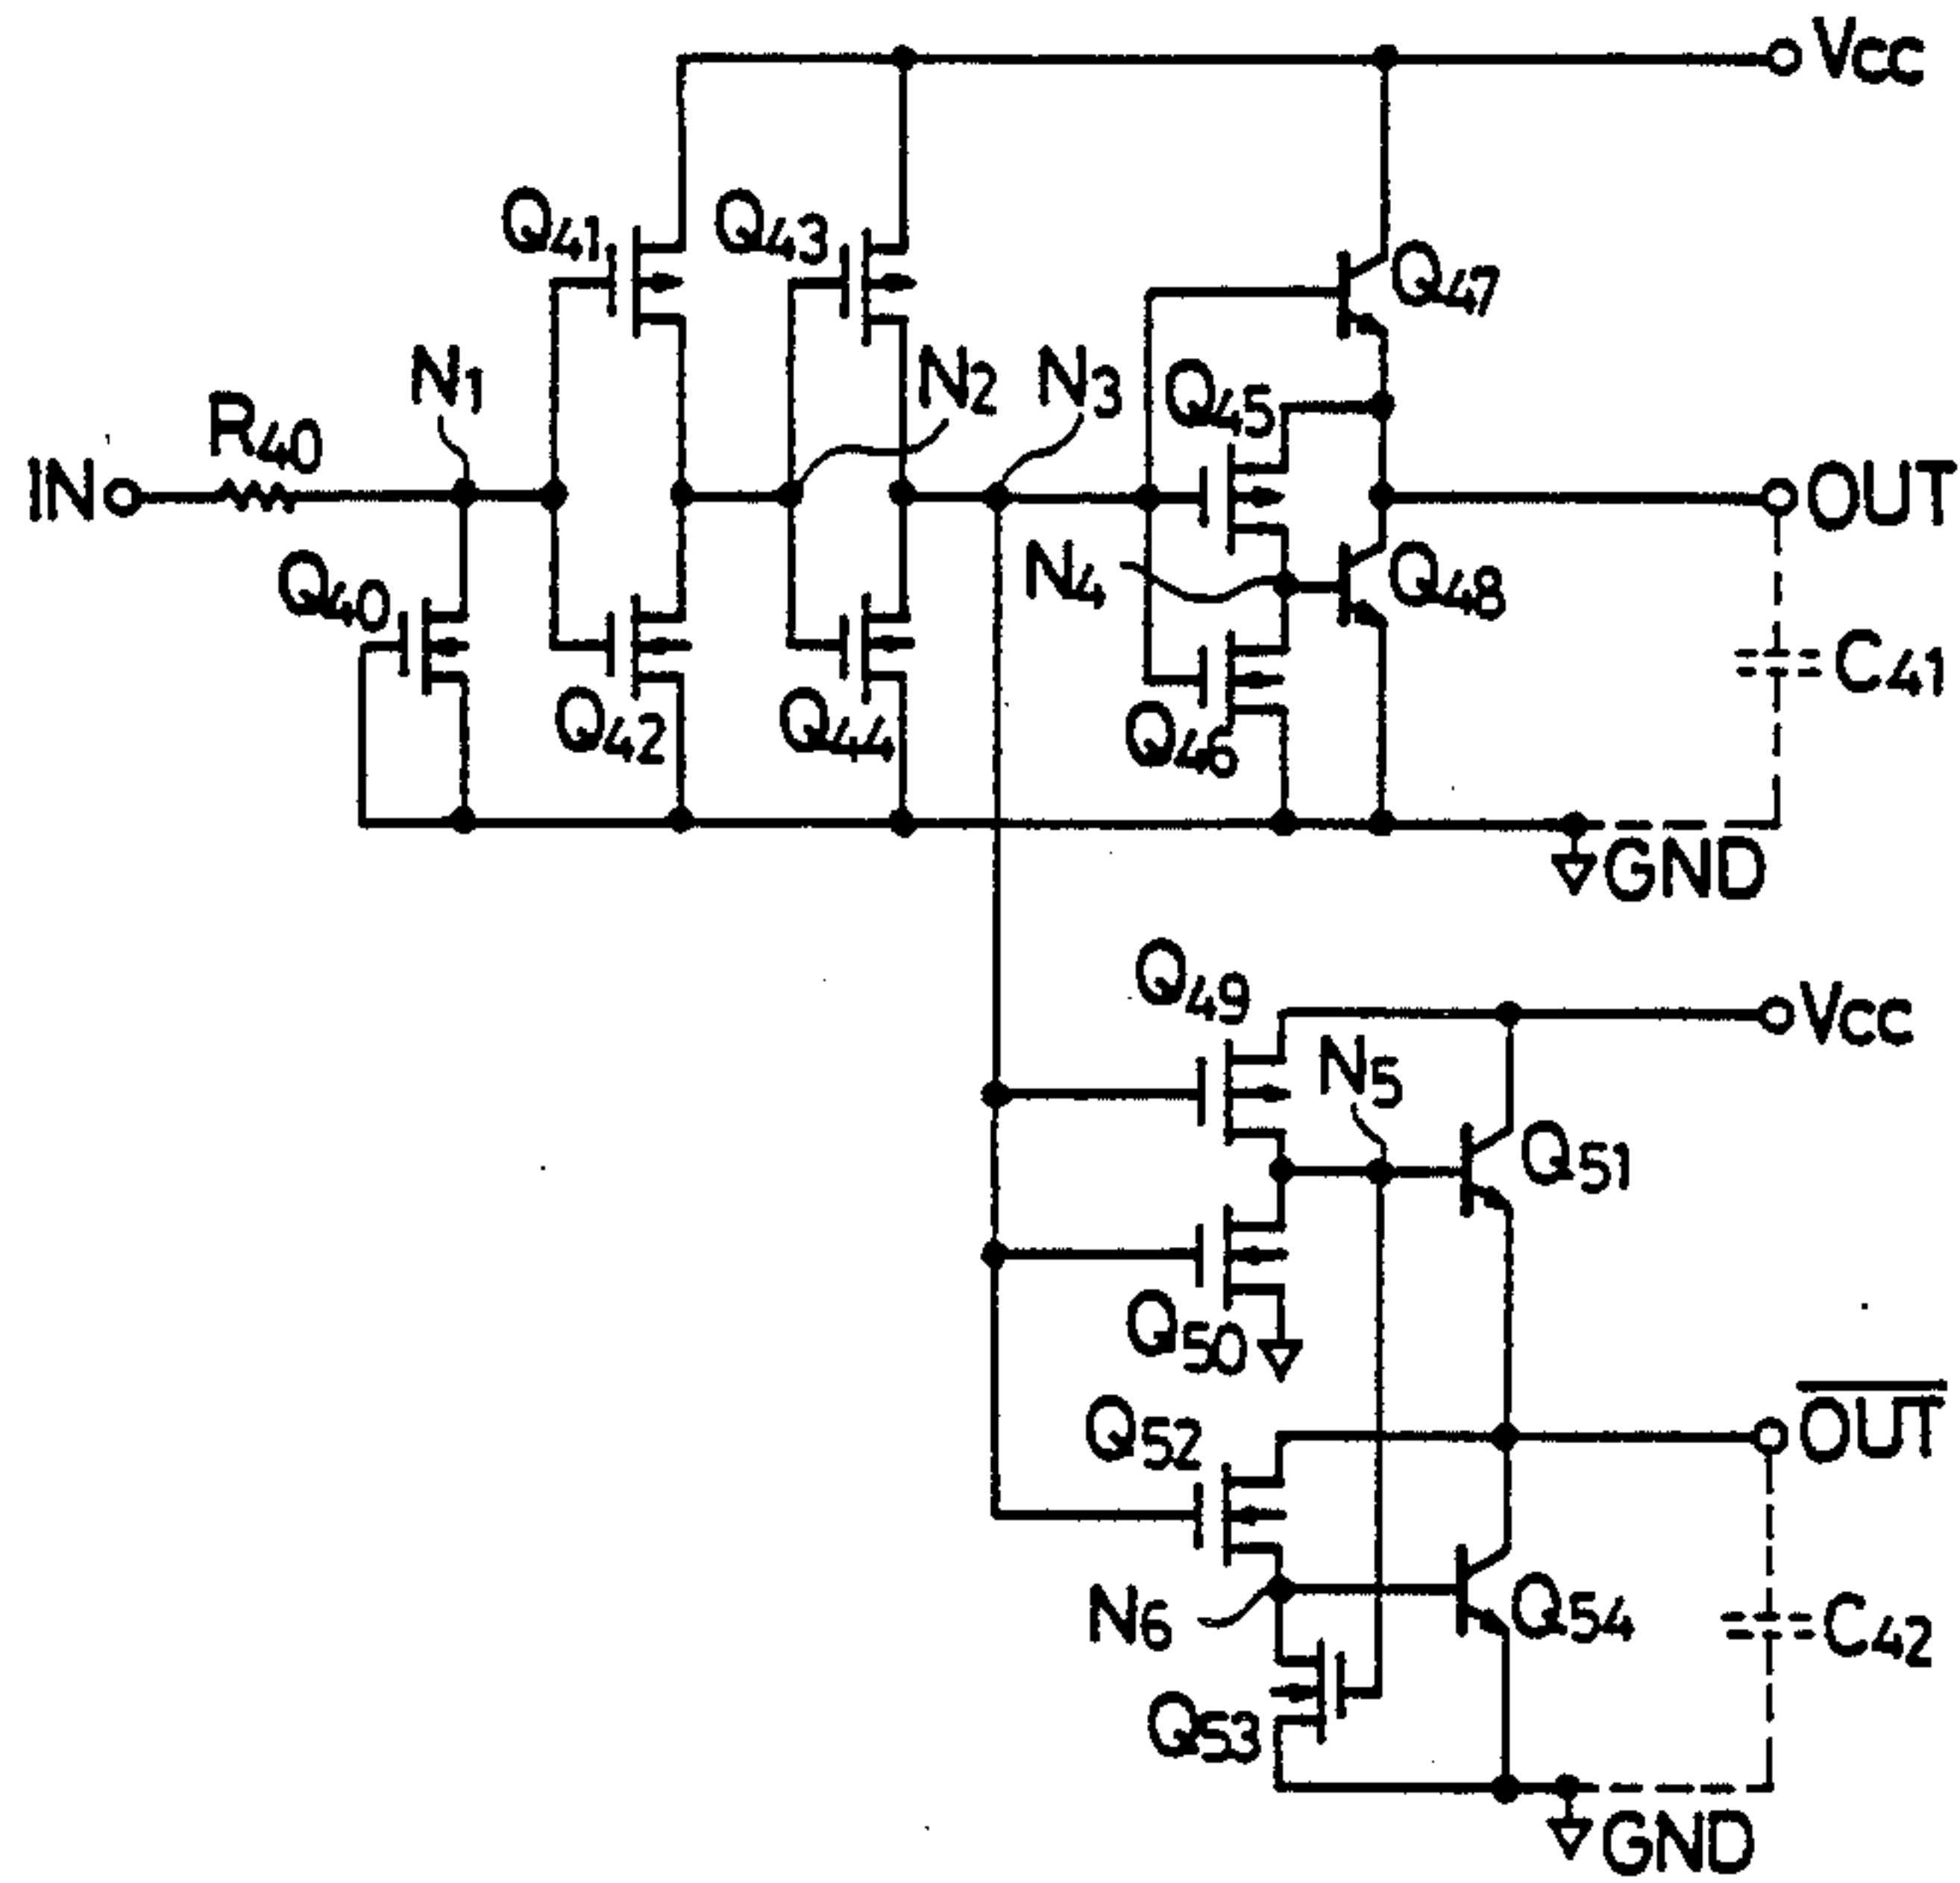 Vcc
Q41
Q43
Q47
N1
N2
N3
Q45
R40
IN
OUT
Q40
N4
Q48
C41
Q42
Q44
Q46
GND
Q49
Vcc
N5
Q51
Q50
OUT
Q52
N6
Q54
C42
Q53
GND